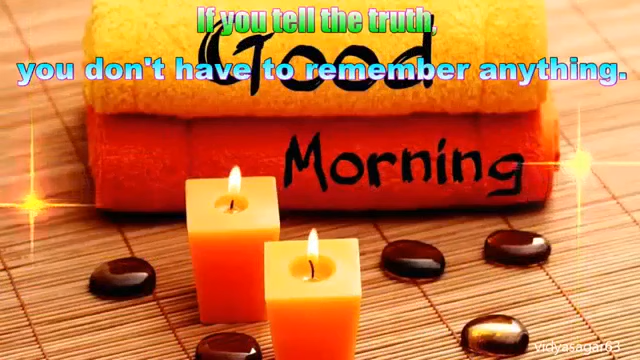 If you tell the truth,
Good
you don't have to remember anything.
Morning
vidyasagar63